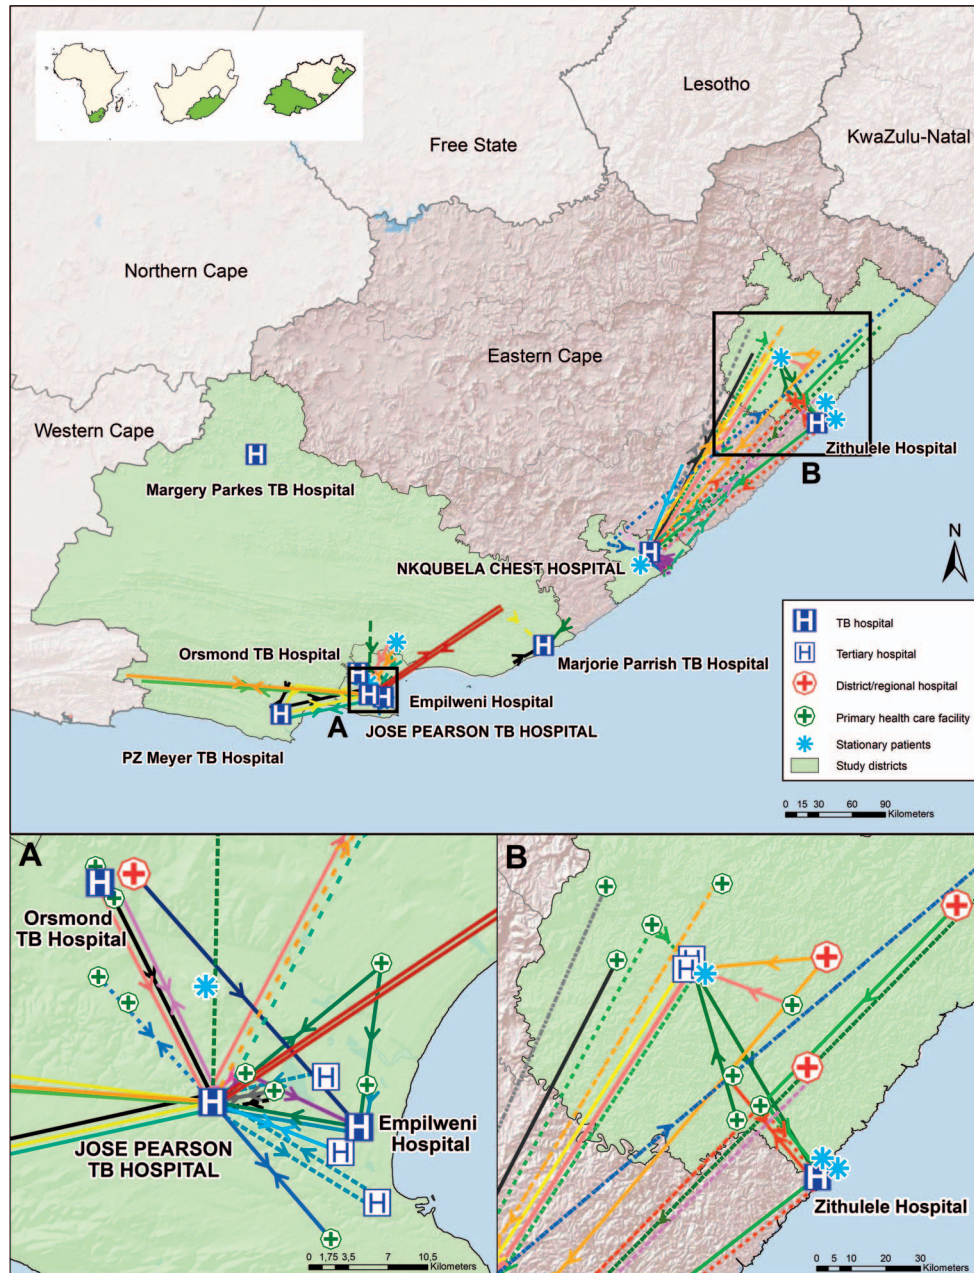 Lesotho
KwaZulu-Natal
Free State
Northern Cape
Eastern Cape
Western Cape
Margery Parkes TB Hospital
Zithulele Hospital
B
NKQUBELA CHEST HOSPITAL
N
Orsmond TB Hospital
Marjorie Parrish TB Hospital
Empilweni Hospital
A
JOSE PEARSON TB HOSPITAL
PZ Meyer TB Hospital
H TB hospital
H Tertiary hospital
District/regional hospital
Primary health care facility
Stationary patients
Study districts
0 15 30 60 90
Kilometers
A
Orsmond
TB Hospital
JOSE PEARSON
TB HOSPITAL
Empilweni
Hospital
0 1,75 3,5 7 10,5
Kilometers
B
Zithulele Hospital
0 5 10 20 30
Kilometers